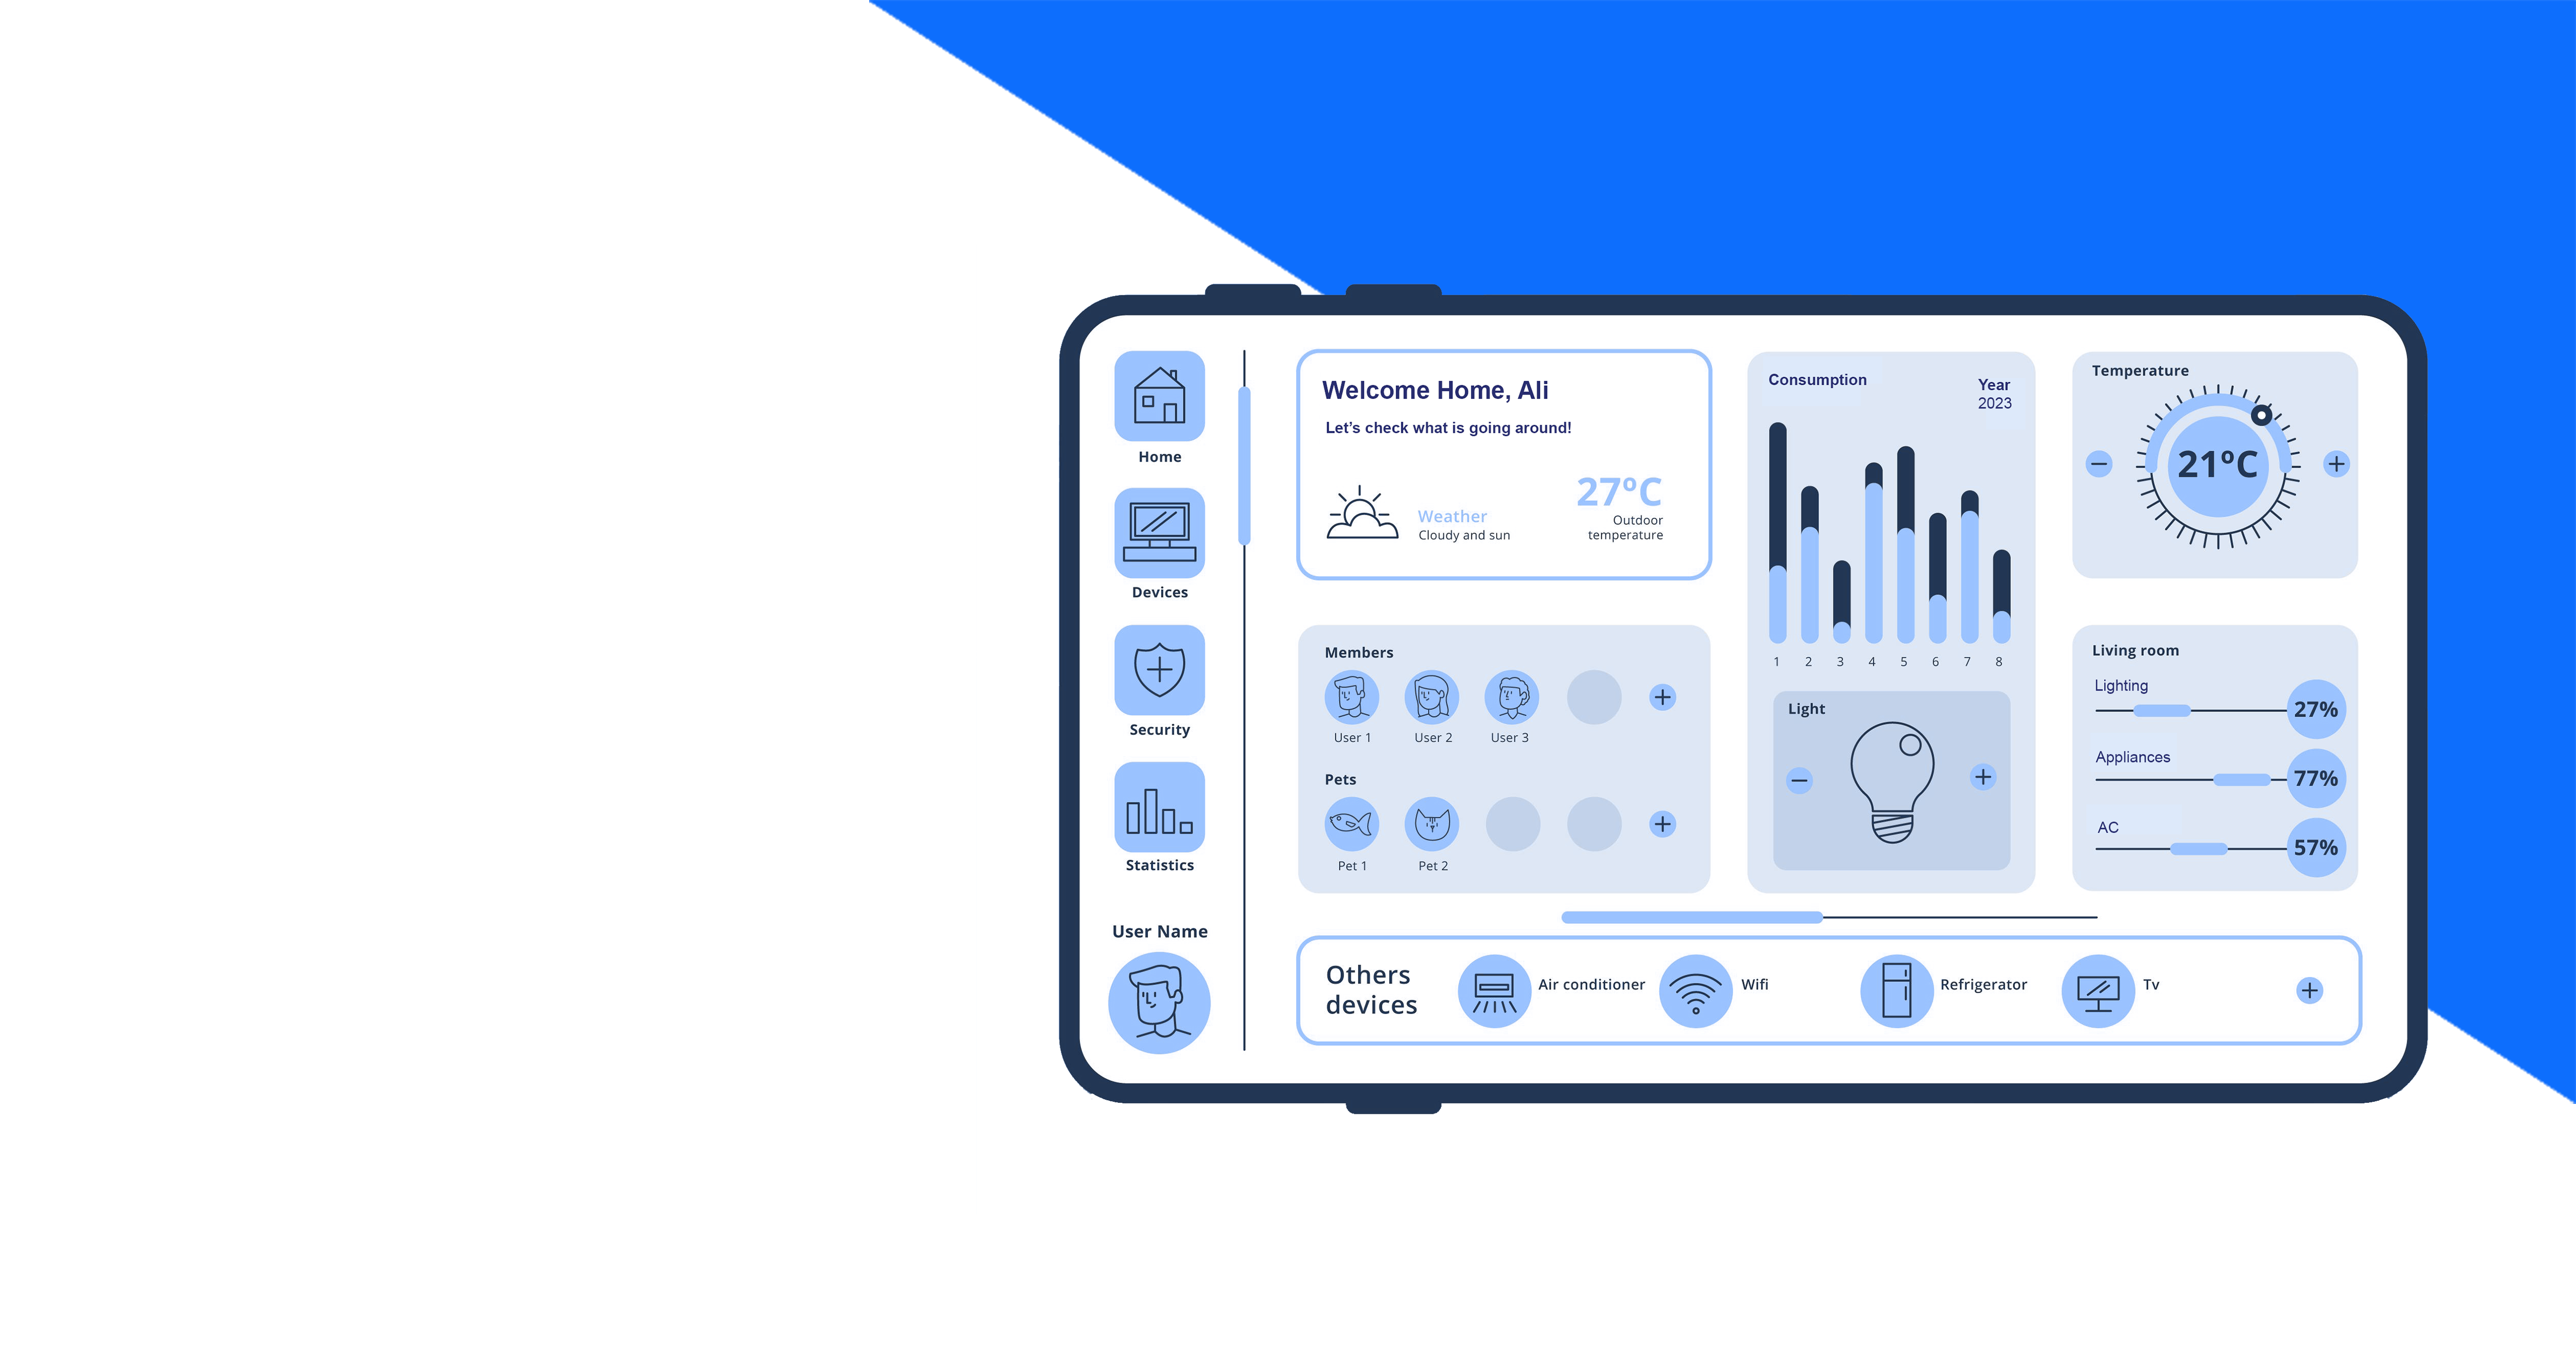 Home
Devices
Security
Statistics
User Name
Welcome Home, Ali
Let's check what is going around!
Weather
Cloudy and sun
27ºC
Outdoor
temperature
Members
User 1
User 2
User 3
Pets
Pet 1
Pet 2
Consumption
Year
2023
1 2 3 4 5 6 7 8
Light
Temperature
21ºC
Living room
Lighting
27%
Appliances
77%
AC
57%
Others
devices
Air conditioner
Wifi
Refrigerator
Tv